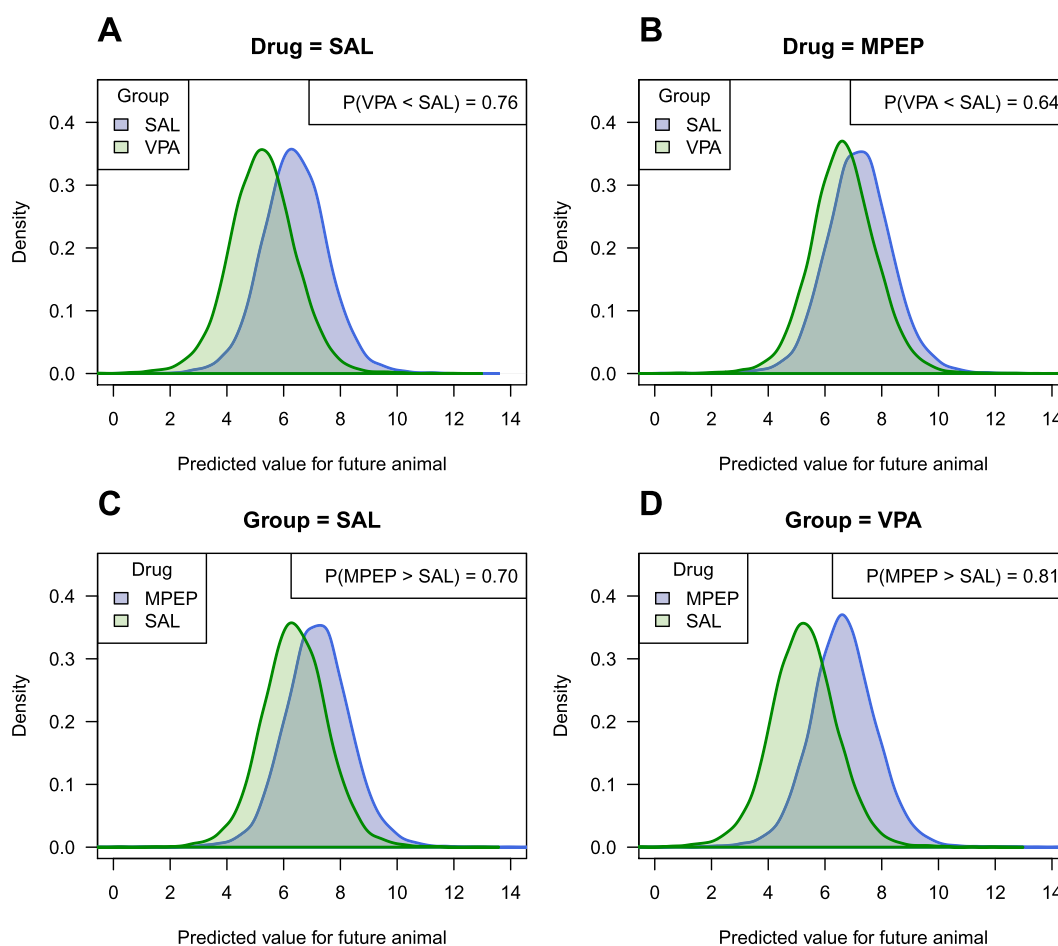 A
Drug = SAL
Group
SAL
VPA
P(VPA < SAL) = 0.76
Density
0.4
0.3
0.2
0.1
0.0
0 2 4 6 8 10 12 14
Predicted value for future animal
B
Drug = MPEP
Group
SAL
VPA
P(VPA < SAL) = 0.64
Density
0.4
0.3
0.2
0.1
0.0
0 2 4 6 8 10 12 14
Predicted value for future animal
C
Group = SAL
Drug
MPEP
SAL
P(MPEP > SAL) = 0.70
Density
0.4
0.3
0.2
0.1
0.0
0 2 4 6 8 10 12 14
Predicted value for future animal
D
Group = VPA
Drug
MPEP
SAL
P(MPEP > SAL) = 0.81
Density
0.4
0.3
0.2
0.1
0.0
0 2 4 6 8 10 12 14
Predicted value for future animal